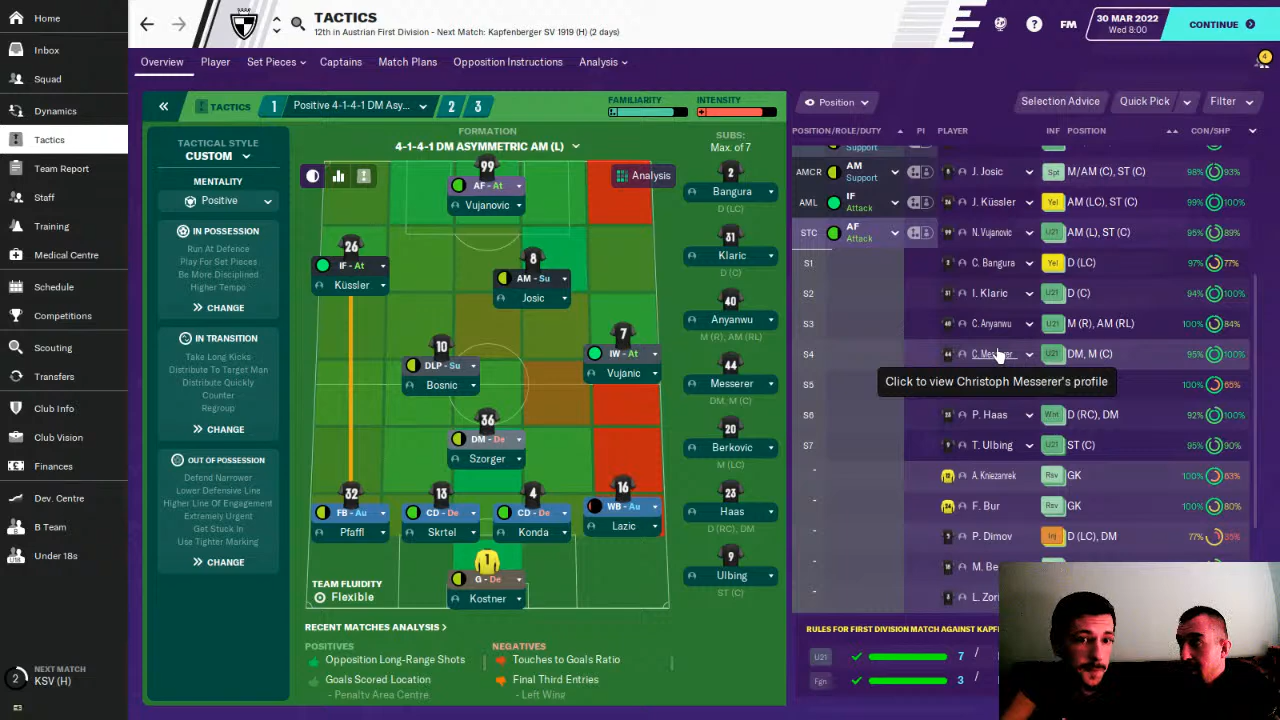 Home
Inbox
Squad
Dynamics
Tactics
Team Report
Staff
Training
Medical Centre
Schedule
Competitions
Scouting
Transfers
Club Info
Club Vision
Finances
Dev. Centre
B Team
Under 18s
NEXT MATCH
2 KSV (H)
TACTICS
12th in Austrian First Division - Next Match: Kapfenberger SV 1919 (H) (2 days)
? FM
30 MAR 2022
Wed 8:00
CONTINUE
4
Overview Player Set Pieces Captains Match Plans Opposition Instructions Analysis
TACTICS 1 Positive 4-1-4-1 DM Asy... 2 3
FAMILIARITY INTENSITY
TACTICAL STYLE
CUSTOM
MENTALITY
Positive
IN POSSESSION
Run At Defence
Play For Set Pieces
Be More Disciplined
Higher Tempo
CHANGE
IN TRANSITION
Take Long Kicks
Distribute To Target Man
Distribute Quickly
Counter
Regroup
CHANGE
OUT OF POSSESSION
Defend Narrower
Lower Defensive Line
Higher Line Of Engagement
Extremely Urgent
Get Stuck In
Use Tighter Marking
CHANGE
FORMATION
4-1-4-1 DM ASYMMETRIC AM (L)
Analysis
99
AF - At
Vujanovic
26
IF - At
Küssler
8
AM - Su
Josic
7
IW - At
Vujanic
10
DLP - Su
Bosnic
36
DM - De
Szorger
32
FB - Au
Pfaffl
13
CD - De
Skrtel
4
CD - De
Konda
16
WB - Au
Lazic
1
G - De
Kostner
TEAM FLUIDITY
Flexible
RECENT MATCHES ANALYSIS
POSITIVES
Opposition Long-Range Shots
Goals Scored Location
- Penalty Area Centre
NEGATIVES
Touches to Goals Ratio
Final Third Entries
- Left Wing
SUBS:
Max. of 7
2
Bangura
D (LC)
31
Klaric
D (C)
40
Anyanwu
M (R), AM (RL)
44
Messerer
DM, M (C)
20
Berkovic
M (LC)
23
Haas
D (RC), DM
9
Ulbing
ST (C)
Position Selection Advice Quick Pick Filter
POSITION/ROLE/DUTY PI PLAYER INF POSITION CON/SHP
Support
AMCR AM Support J. Josic Spt M/AM (C), ST (C) 98% 93%
AML IF Attack J. Küssler Yel AM (L), ST (C) 99% 100%
STC AF Attack N. Vujanovic U21 AM (L), ST (C) 95% 89%
S1 C. Bangura Yel D (LC) 97% 77%
S2 I. Klaric U21 D (C) 94% 100%
S3 C. Anyanwu U21 M (R), AM (RL) 100% 84%
S4 C. Messerer U21 DM, M (C) 95% 100%
Click to view Christoph Messerer's profile
S5 100% 65%
S6 P. Haas Wnt D (RC), DM 92% 100%
S7 T. Ulbing U21 ST (C) 95% 90%
- A. Kniezanrek Rsv GK 100% 63%
- F. Bur Rsv GK 100% 80%
- P. Dimov Inj D (LC), DM 77% 35%
- M. Be
- L. Zori
RULES FOR FIRST DIVISION MATCH AGAINST KAPF
U21 7 /
Fgn 3 /